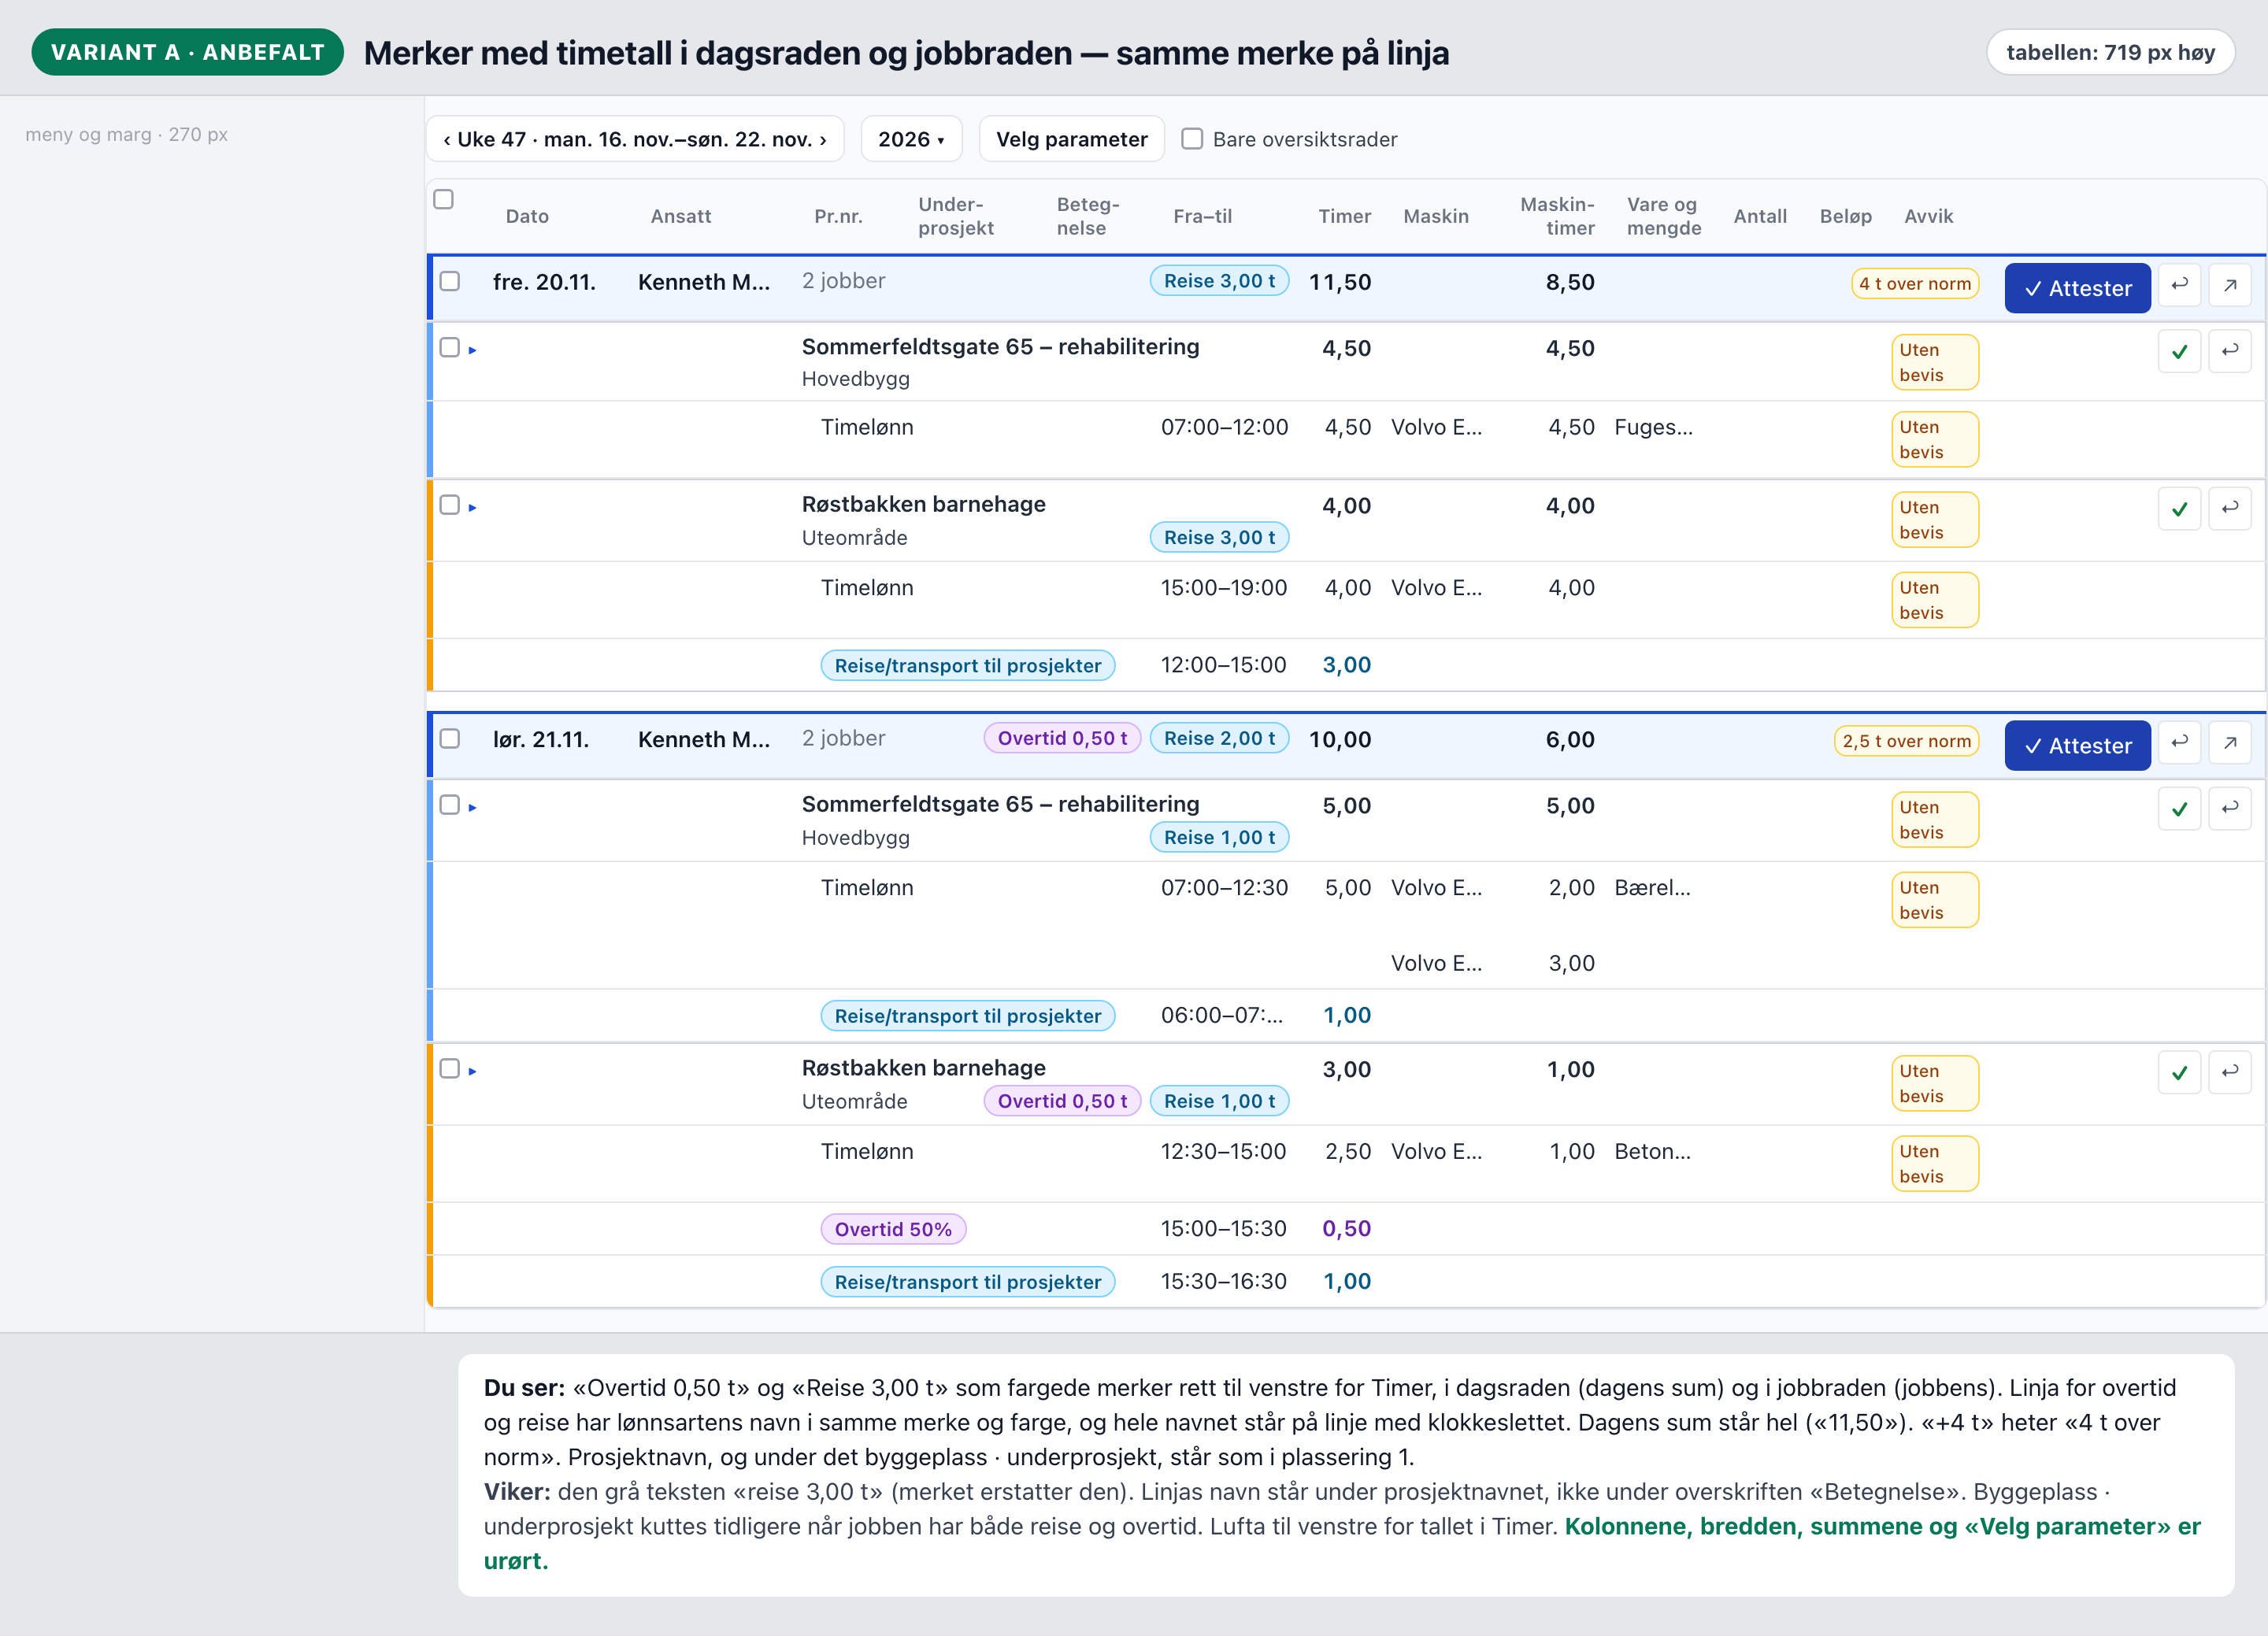 VARIANT A · ANBEFALT Merker med timetall i dagsraden og jobbraden — samme merke på linja tabellen: 719 px høy
meny og marg · 270 px
‹ Uke 47 · man. 16. nov.–søn. 22. nov. › 2026 ▾ Velg parameter Bare oversiktsrader
Dato Ansatt Pr.nr. Under-prosjekt Beteg-nelse Fra–til Timer Maskin Maskin-timer Vare og mengde Antall Beløp Avvik
fre. 20.11. Kenneth M... 2 jobber Reise 3,00 t 11,50 8,50 4 t over norm ✓ Attester ↩ ↗
▸ Sommerfeldtsgate 65 – rehabilitering 4,50 4,50 Uten bevis ✓ ↩
Hovedbygg
Timelønn 07:00–12:00 4,50 Volvo E... 4,50 Fuges... Uten bevis
▸ Røstbakken barnehage 4,00 4,00 Uten bevis ✓ ↩
Uteområde Reise 3,00 t
Timelønn 15:00–19:00 4,00 Volvo E... 4,00 Uten bevis
Reise/transport til prosjekter 12:00–15:00 3,00
lør. 21.11. Kenneth M... 2 jobber Overtid 0,50 t Reise 2,00 t 10,00 6,00 2,5 t over norm ✓ Attester ↩ ↗
▸ Sommerfeldtsgate 65 – rehabilitering 5,00 5,00 Uten bevis ✓ ↩
Hovedbygg Reise 1,00 t
Timelønn 07:00–12:30 5,00 Volvo E... 2,00 Bærel... Uten bevis
Volvo E... 3,00
Reise/transport til prosjekter 06:00–07:... 1,00
▸ Røstbakken barnehage 3,00 1,00 Uten bevis ✓ ↩
Uteområde Overtid 0,50 t Reise 1,00 t
Timelønn 12:30–15:00 2,50 Volvo E... 1,00 Beton... Uten bevis
Overtid 50% 15:00–15:30 0,50
Reise/transport til prosjekter 15:30–16:30 1,00
Du ser: «Overtid 0,50 t» og «Reise 3,00 t» som fargede merker rett til venstre for Timer, i dagsraden (dagens sum) og i jobbraden (jobbens). Linja for overtid
og reise har lønnsartens navn i samme merke og farge, og hele navnet står på linje med klokkeslettet. Dagens sum står hel («11,50»). «+4 t» heter «4 t over
norm». Prosjektnavn, og under det byggeplass · underprosjekt, står som i plassering 1.
Viker: den grå teksten «reise 3,00 t» (merket erstatter den). Linjas navn står under prosjektnavnet, ikke under overskriften «Betegnelse». Byggeplass ·
underprosjekt kuttes tidligere når jobben har både reise og overtid. Lufta til venstre for tallet i Timer. Kolonnene, bredden, summene og «Velg parameter» er
urørt.